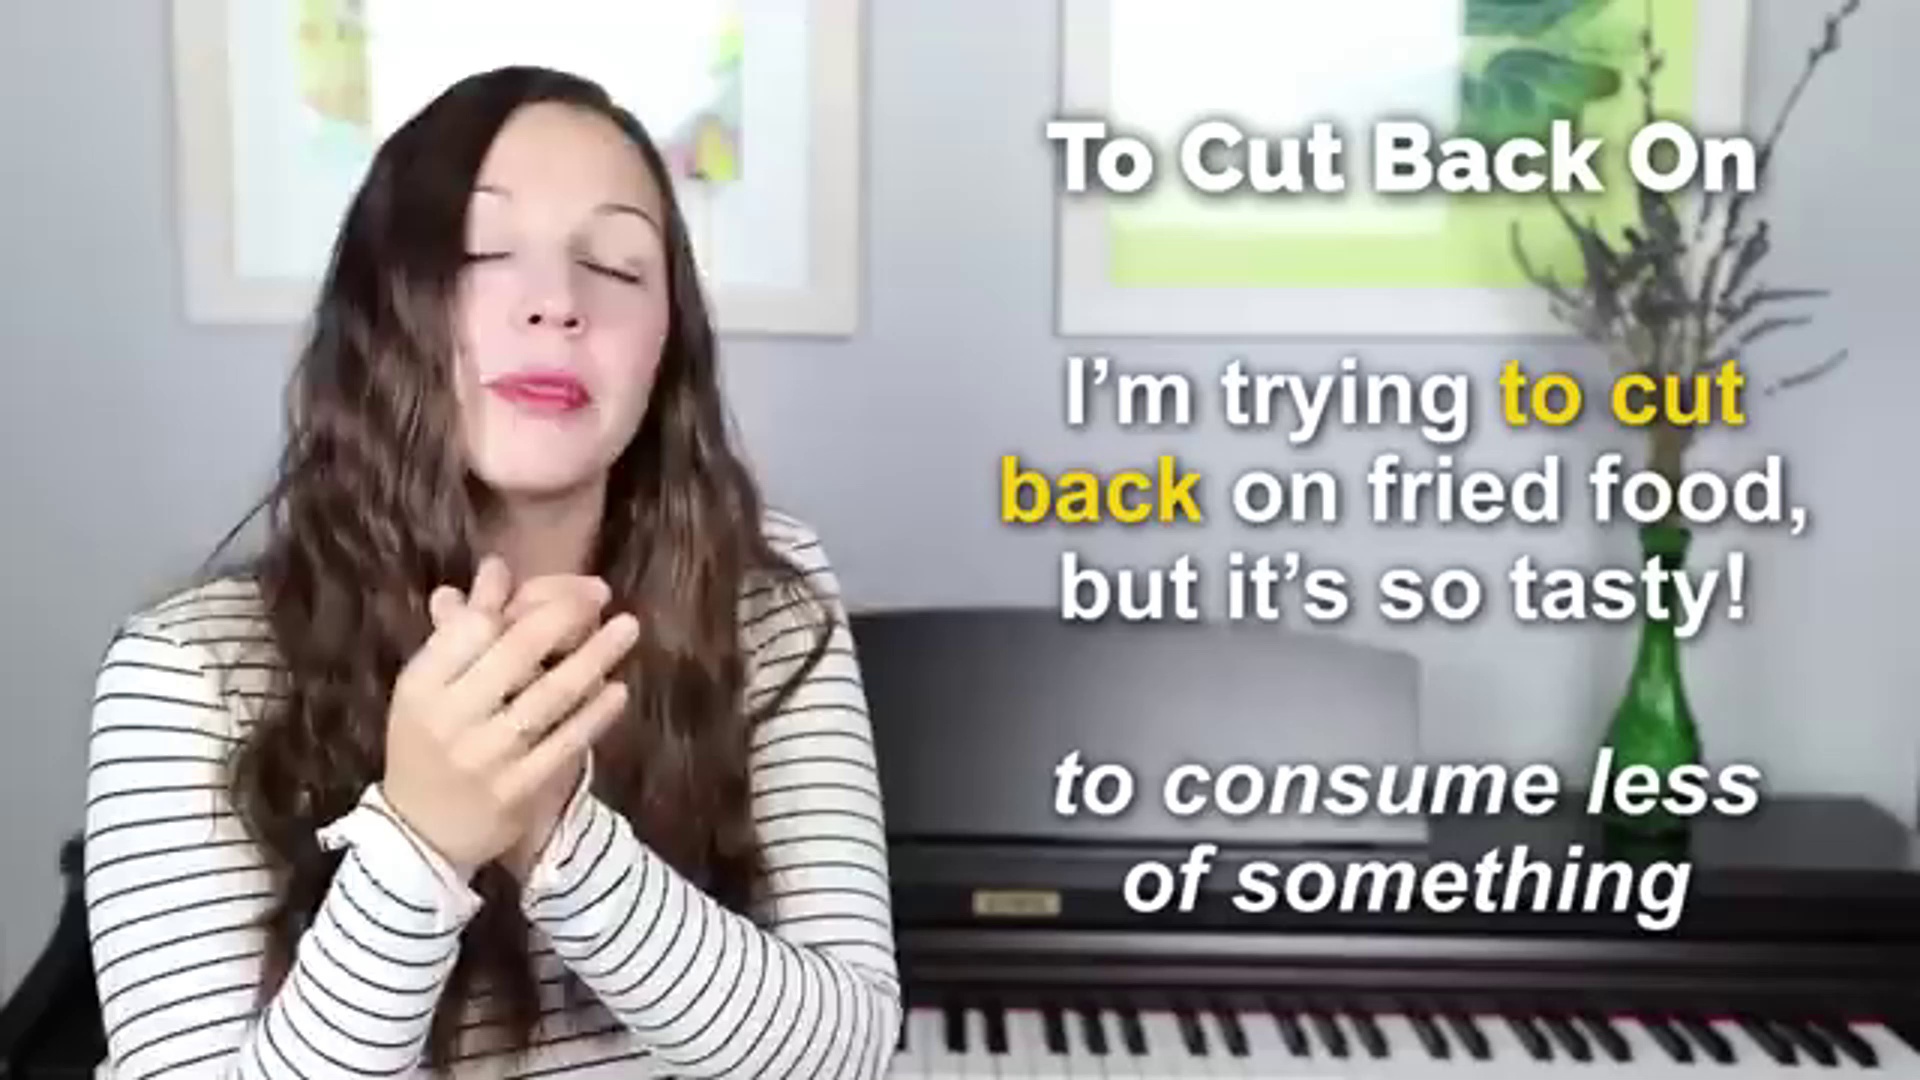 To Cut Back On
I’m trying to cut
back on fried food,
but it’s so tasty!
to consume less
of something